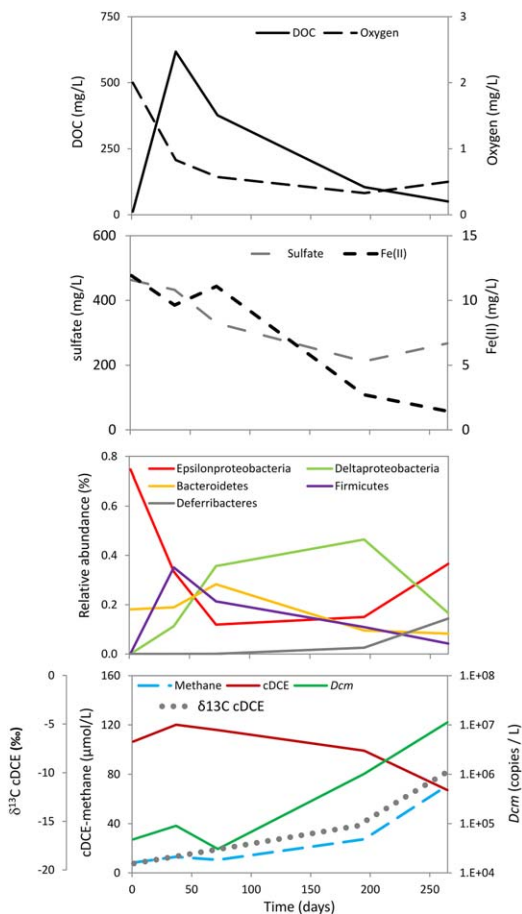 DOC Oxygen
750
500
250
0
DOC (mg/L)
3
2
1
0
Oxygen (mg/L)
Sulfate Fe(II)
600
400
200
0
sulfate (mg/L)
15
10
5
0
Fe(II) (mg/L)
Epsilonproteobacteria Deltaproteobacteria
Bacteroidetes Firmicutes
Deferribacteres
0.8
0.6
0.4
0.2
0.0
Relative abundance (%)
Methane cDCE Dcm
δ13C cDCE
0
-5
-10
-15
-20
δ¹³C cDCE (‰)
160
120
80
40
0
cDCE-methane (µmol/L)
1.E+08
1.E+07
1.E+06
1.E+05
1.E+04
Dcm (copies / L)
0 50 100 150 200 250
Time (days)